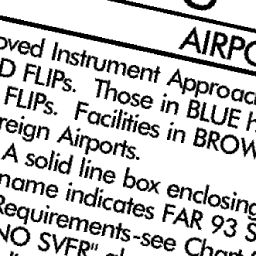 AIRPO
oved Instrument Approac
D FLIPs. Those in BLUE h
FLIPs. Facilities in BROW
reign Airports.
A solid line box enclosing
name indicates FAR 93 S
Requirements-see Chart
NO SVFR"